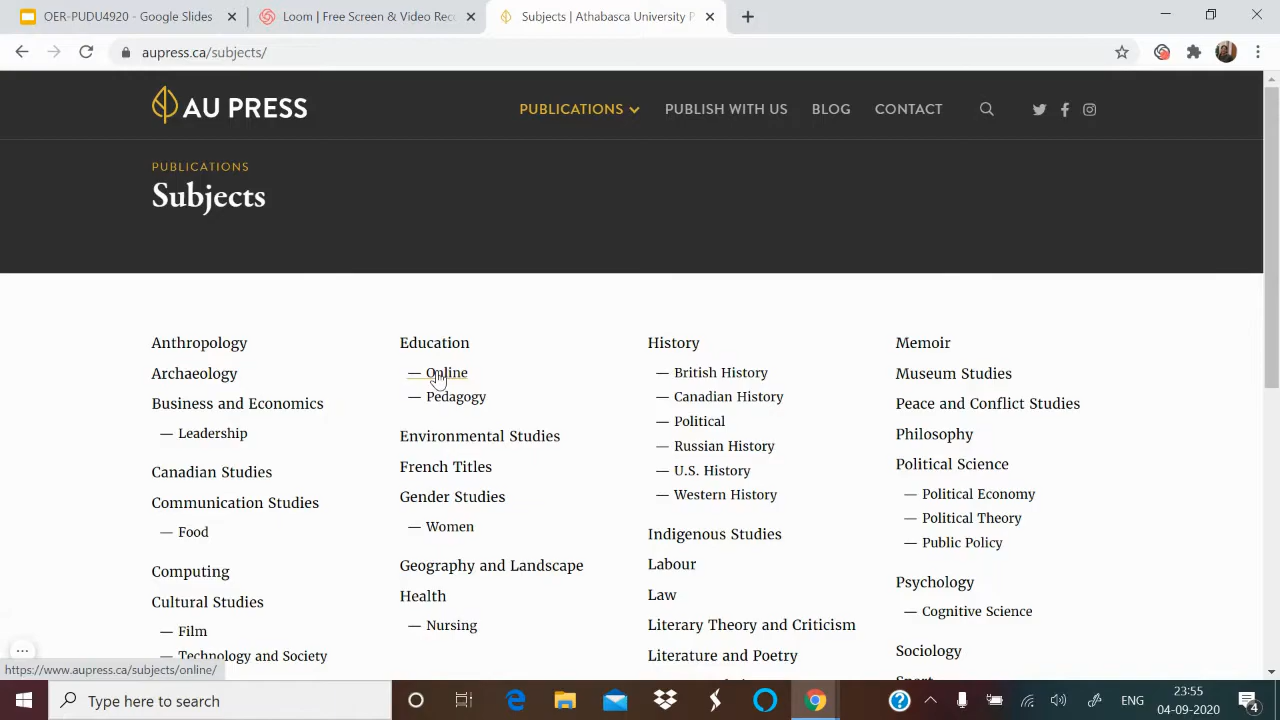 OER-PUDU4920 - Google Slides
Loom | Free Screen & Video Rec
Subjects | Athabasca University P
aupress.ca/subjects/
AU PRESS
PUBLICATIONS
PUBLISH WITH US
BLOG
CONTACT
PUBLICATIONS
Subjects
Anthropology
Archaeology
Business and Economics
— Leadership
Canadian Studies
Communication Studies
— Food
Computing
Cultural Studies
— Film
— Technology and Society
Education
— Online
— Pedagogy
Environmental Studies
French Titles
Gender Studies
— Women
Geography and Landscape
Health
— Nursing
History
— British History
— Canadian History
— Political
— Russian History
— U.S. History
— Western History
Indigenous Studies
Labour
Law
Literary Theory and Criticism
Literature and Poetry
Memoir
Museum Studies
Peace and Conflict Studies
Philosophy
Political Science
— Political Economy
— Political Theory
— Public Policy
Psychology
— Cognitive Science
Sociology
https://www.aupress.ca/subjects/online/
Type here to search
ENG
23:55
04-09-2020
4